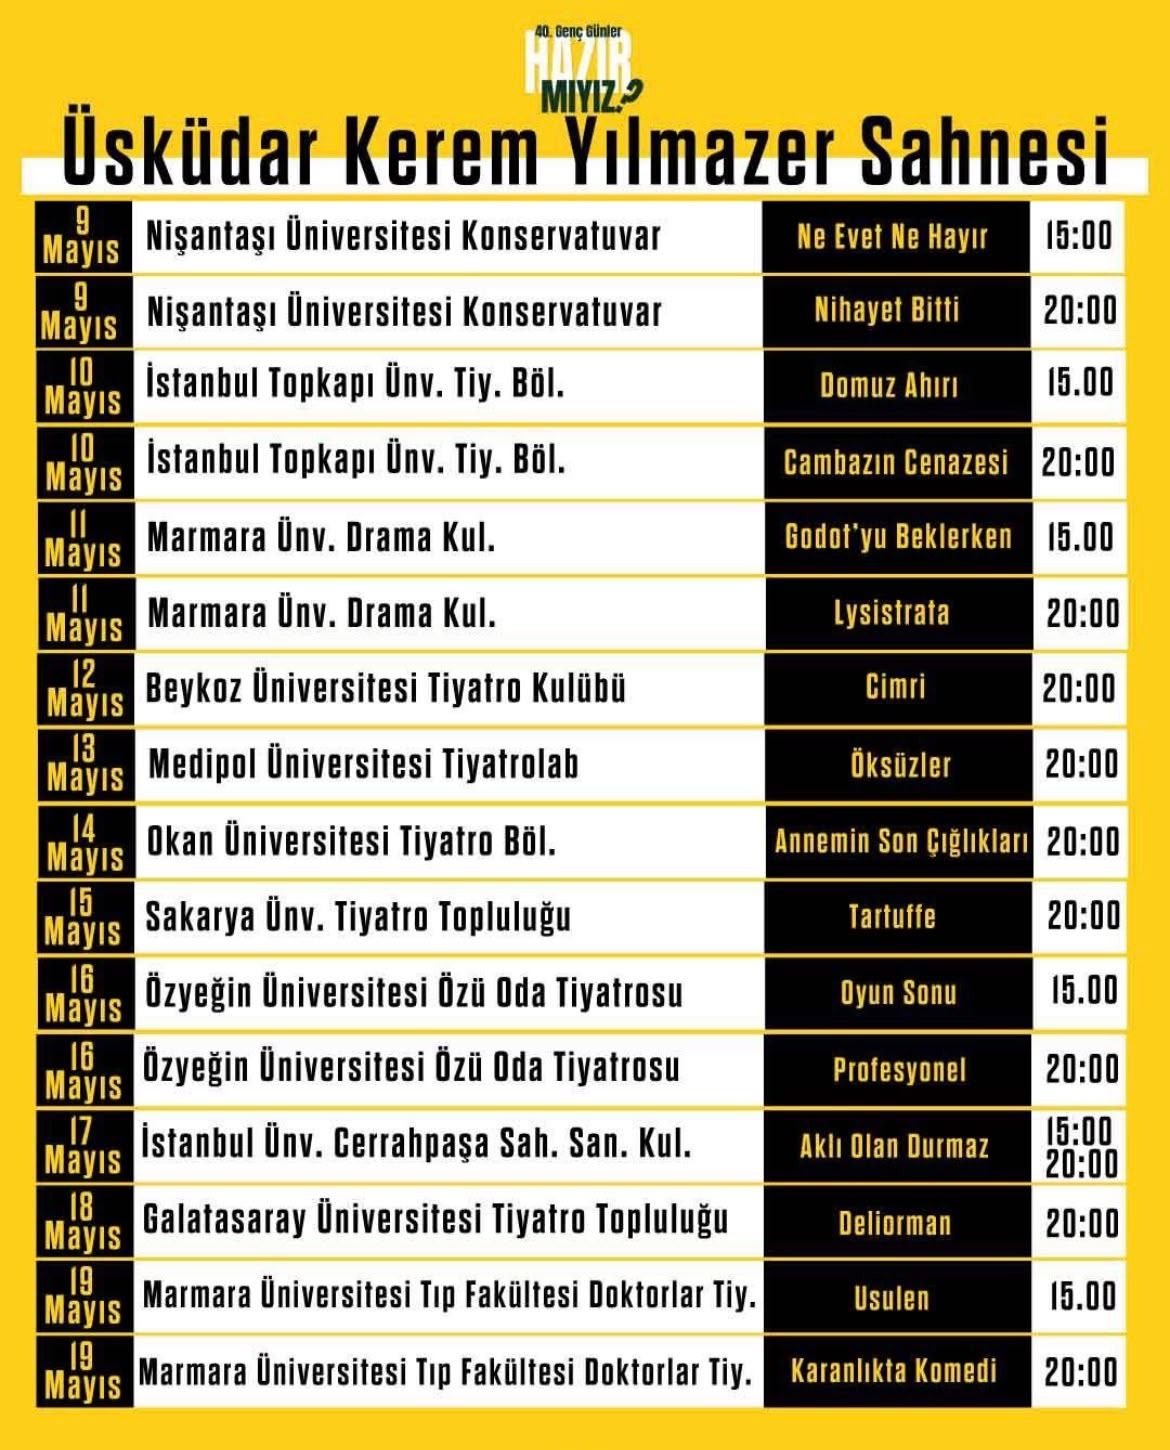 40. Genç Günler
HAZIR
MIYIZ?
Üsküdar Kerem Yılmazer Sahnesi
9 Mayıs Nişantaşı Üniversitesi Konservatuvar Ne Evet Ne Hayır 15:00
9 Mayıs Nişantaşı Üniversitesi Konservatuvar Nihayet Bitti 20:00
10 Mayıs İstanbul Topkapı Ünv. Tiy. Böl. Domuz Ahırı 15.00
10 Mayıs İstanbul Topkapı Ünv. Tiy. Böl. Cambazın Cenazesi 20:00
11 Mayıs Marmara Ünv. Drama Kul. Godot'yu Beklerken 15.00
11 Mayıs Marmara Ünv. Drama Kul. Lysistrata 20:00
12 Mayıs Beykoz Üniversitesi Tiyatro Kulübü Cimri 20:00
13 Mayıs Medipol Üniversitesi Tiyatrolab Öksüzler 20:00
14 Mayıs Okan Üniversitesi Tiyatro Böl. Annemin Son Çığlıkları 20:00
15 Mayıs Sakarya Ünv. Tiyatro Topluluğu Tartuffe 20:00
16 Mayıs Özyeğin Üniversitesi Özü Oda Tiyatrosu Oyun Sonu 15.00
16 Mayıs Özyeğin Üniversitesi Özü Oda Tiyatrosu Profesyonel 20:00
17 Mayıs İstanbul Ünv. Cerrahpaşa Sah. San. Kul. Aklı Olan Durmaz 15:00 20:00
18 Mayıs Galatasaray Üniversitesi Tiyatro Topluluğu Deliorman 20:00
19 Mayıs Marmara Üniversitesi Tıp Fakültesi Doktorlar Tiy. Usulen 15.00
19 Mayıs Marmara Üniversitesi Tıp Fakültesi Doktorlar Tiy. Karanlıkta Komedi 20:00